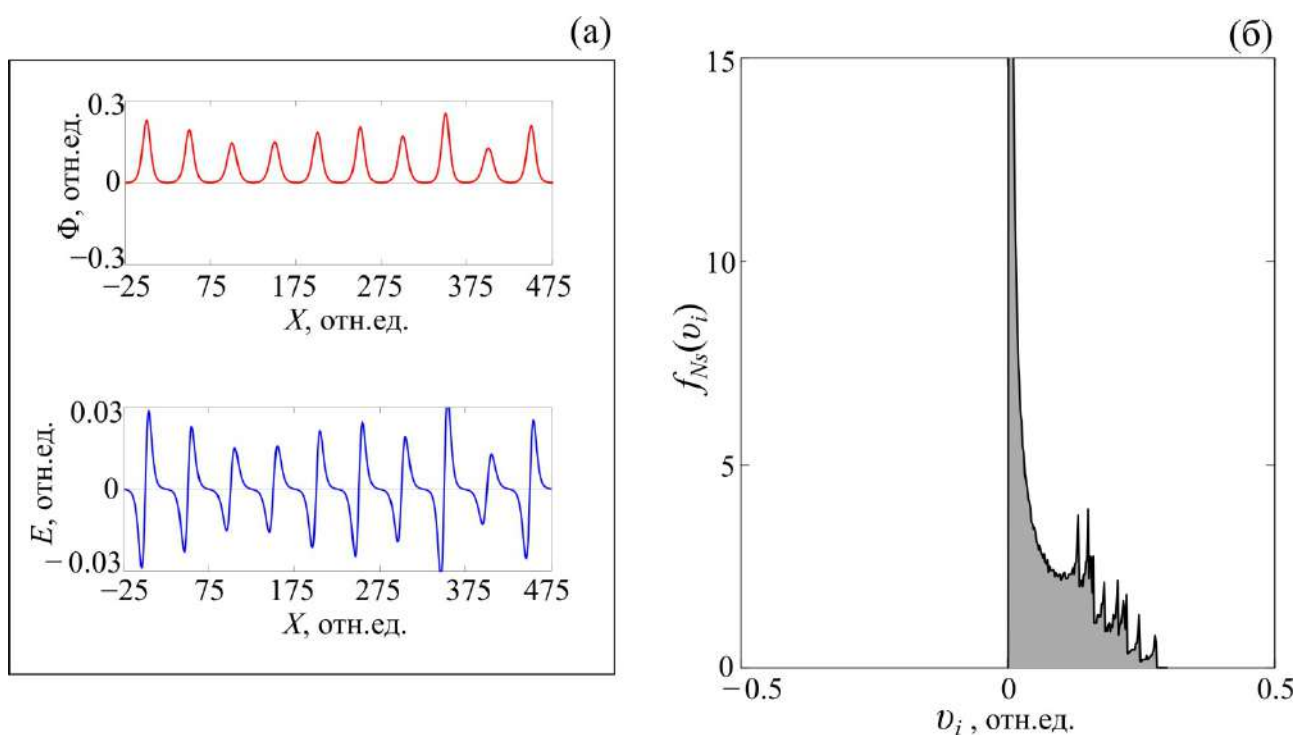 (а)
0.3
0
−0.3
Φ, отн.ед.
−25 75 175 275 375 475
X, отн.ед.
0.03
0
−0.03
E, отн.ед.
−25 75 175 275 375 475
X, отн.ед.
(б)
15
10
5
0
f_{Ns}(υ_i)
−0.5 0 0.5
υ_i , отн.ед.